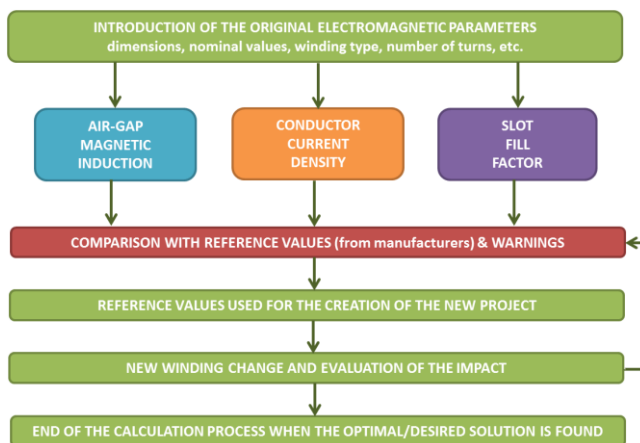 INTRODUCTION OF THE ORIGINAL ELECTROMAGNETIC PARAMETERS
dimensions, nominal values, winding type, number of turns, etc.
AIR-GAP
MAGNETIC
INDUCTION
CONDUCTOR
CURRENT
DENSITY
SLOT
FILL
FACTOR
COMPARISON WITH REFERENCE VALUES (from manufacturers) & WARNINGS
REFERENCE VALUES USED FOR THE CREATION OF THE NEW PROJECT
NEW WINDING CHANGE AND EVALUATION OF THE IMPACT
END OF THE CALCULATION PROCESS WHEN THE OPTIMAL/DESIRED SOLUTION IS FOUND